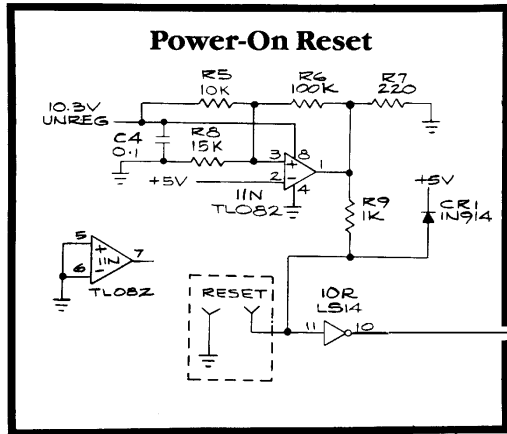 Power-On Reset
R5
10K
R6
100K
R7
220
10.3V
UNREG
C4
0.1
R8
15K
3
8
+
1
2
-
4
+5V
11N
TL082
R9
1K
+5V
CR1
1N914
5
+
7
11N
6
-
TL082
RESET
10R
LS14
11
10